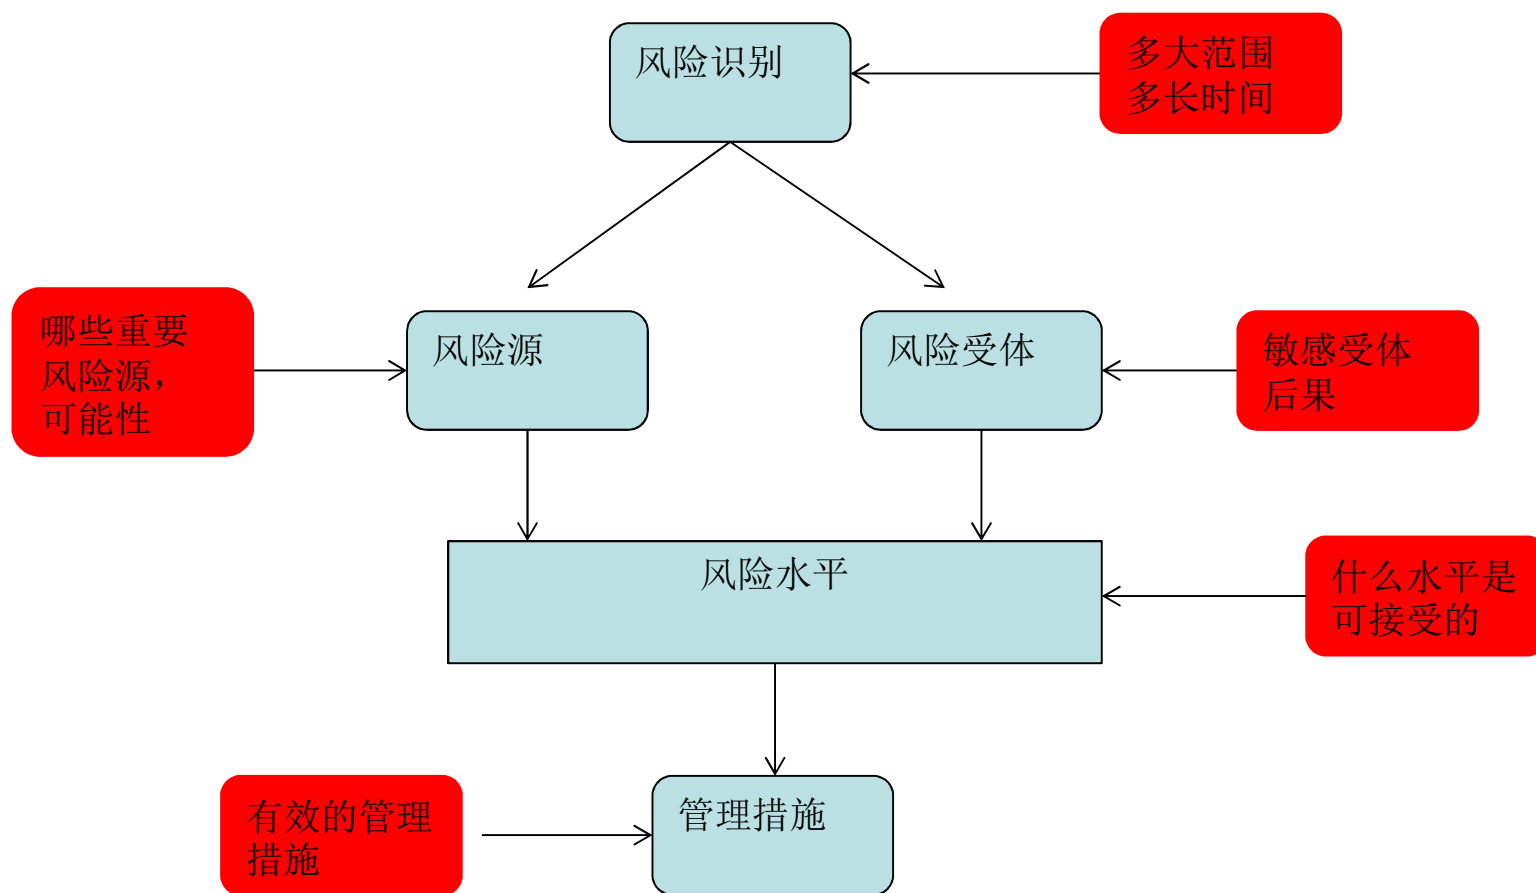 风险识别
多大范围
多长时间
哪些重要
风险源，
可能性
风险源
风险受体
敏感受体
后果
风险水平
什么水平是
可接受的
有效的管理
措施
管理措施